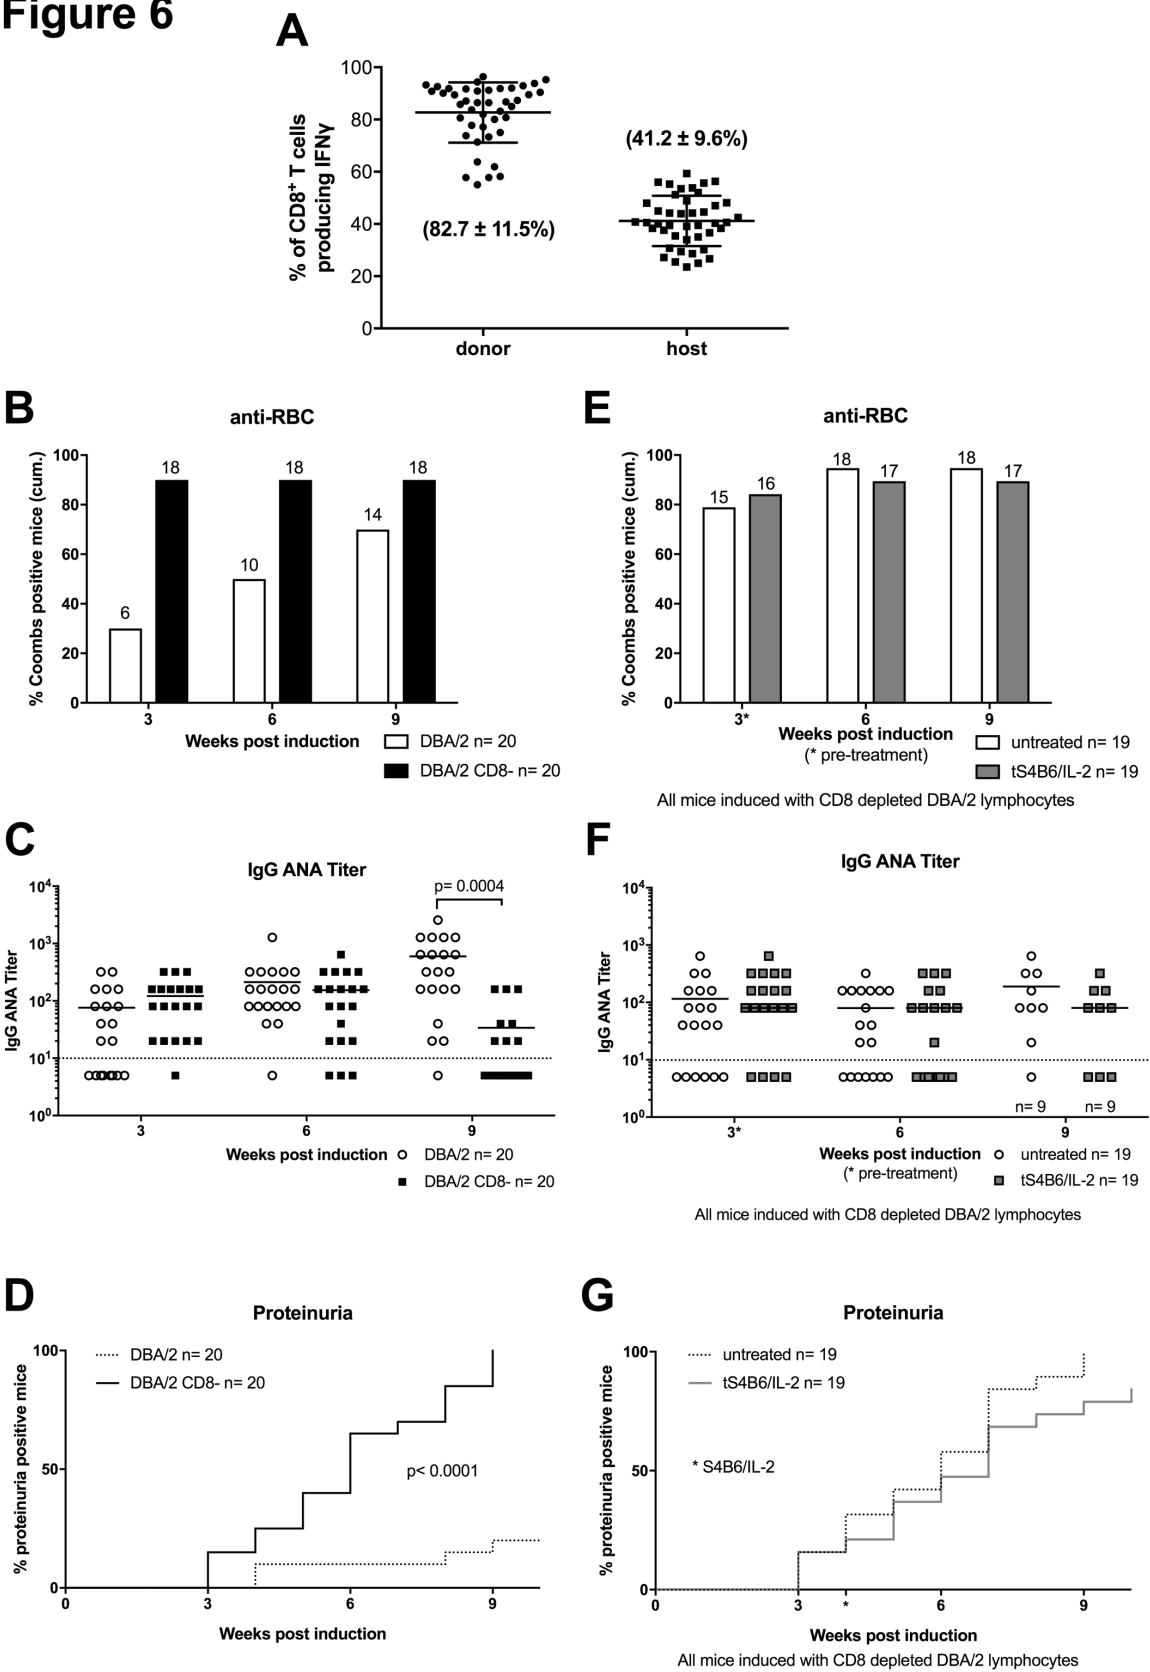 Figure 6
A
% of CD8+ T cells
producing IFNγ
100
80
60
40
20
0
(41.2 ± 9.6%)
(82.7 ± 11.5%)
donor
host
B
anti-RBC
% Coombs positive mice (cum.)
100
80
60
40
20
0
6
18
10
18
14
18
3
6
9
Weeks post induction
DBA/2 n= 20
DBA/2 CD8- n= 20
E
anti-RBC
% Coombs positive mice (cum.)
100
80
60
40
20
0
15
16
18
17
18
17
3*
6
9
Weeks post induction
(* pre-treatment)
untreated n= 19
tS4B6/IL-2 n= 19
All mice induced with CD8 depleted DBA/2 lymphocytes
C
IgG ANA Titer
IgG ANA Titer
10⁴
10³
10²
10¹
10⁰
p= 0.0004
3
6
9
Weeks post induction
DBA/2 n= 20
DBA/2 CD8- n= 20
F
IgG ANA Titer
IgG ANA Titer
10⁴
10³
10²
10¹
10⁰
n= 9
n= 9
3*
6
9
Weeks post induction
(* pre-treatment)
untreated n= 19
tS4B6/IL-2 n= 19
All mice induced with CD8 depleted DBA/2 lymphocytes
D
Proteinuria
% proteinuria positive mice
100
50
0
DBA/2 n= 20
DBA/2 CD8- n= 20
p< 0.0001
0
3
6
9
Weeks post induction
G
Proteinuria
% proteinuria positive mice
100
50
0
untreated n= 19
tS4B6/IL-2 n= 19
* S4B6/IL-2
0
3
*
6
9
Weeks post induction
All mice induced with CD8 depleted DBA/2 lymphocytes